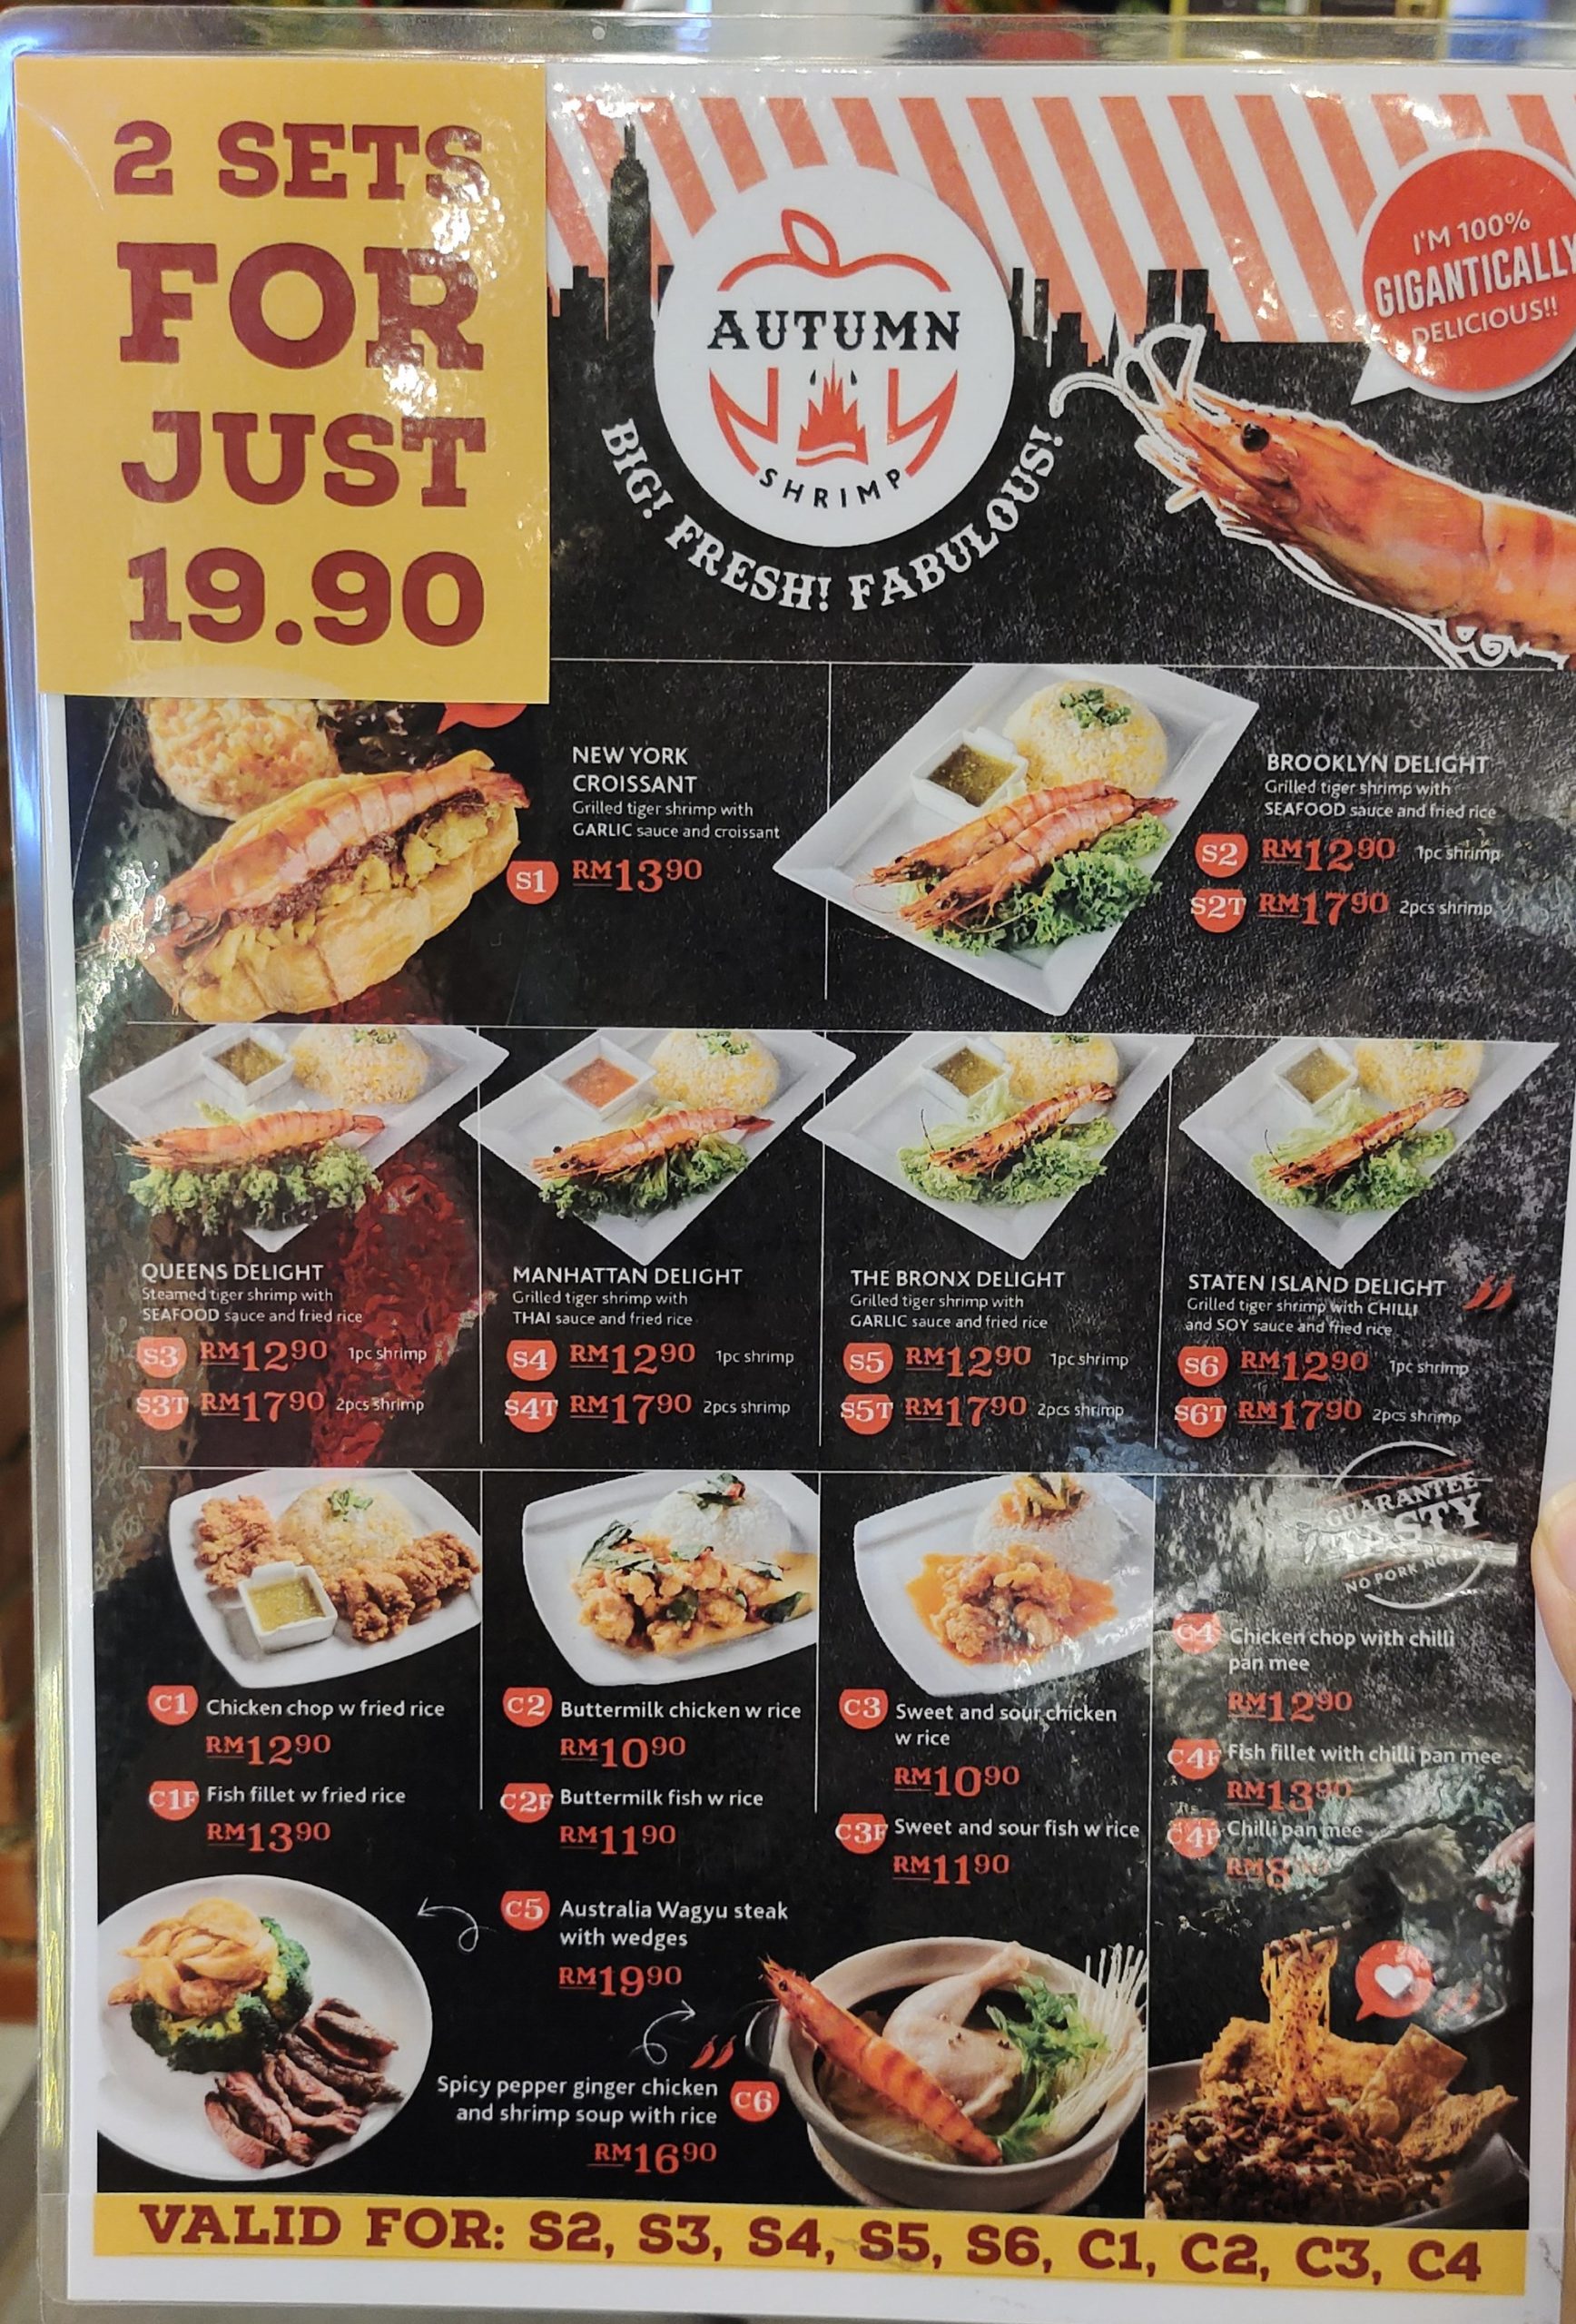 2 SETS
FOR
JUST
19.90
AUTUMN
SHRIMP
BIG! FRESH! FABULOUS!
I'M 100%
GIGANTICALLY
DELICIOUS!!
NEW YORK
CROISSANT
Grilled tiger shrimp with
GARLIC sauce and croissant
S1 RM13 90
BROOKLYN DELIGHT
Grilled tiger shrimp with
SEAFOOD sauce and fried rice
S2 RM12 90 1pc shrimp
S2T RM17 90 2pcs shrimp
QUEENS DELIGHT
Steamed tiger shrimp with
SEAFOOD sauce and fried rice
S3 RM12 90 1pc shrimp
S3T RM17 90 2pcs shrimp
MANHATTAN DELIGHT
Grilled tiger shrimp with
THAI sauce and fried rice
S4 RM12 90 1pc shrimp
S4T RM17 90 2pcs shrimp
THE BRONX DELIGHT
Grilled tiger shrimp with
GARLIC sauce and fried rice
S5 RM12 90 1pc shrimp
S5T RM17 90 2pcs shrimp
STATEN ISLAND DELIGHT
Grilled tiger shrimp with CHILLI
and SOY sauce and fried rice
S6 RM12 90 1pc shrimp
S6T RM17 90 2pcs shrimp
GUARANTEE
TASTY
NO PORK NO
C1 Chicken chop w fried rice
RM12 90
C1F Fish fillet w fried rice
RM13 90
C2 Buttermilk chicken w rice
RM10 90
C2F Buttermilk fish w rice
RM11 90
C3 Sweet and sour chicken
w rice
RM10 90
C3F Sweet and sour fish w rice
RM11 90
C4 Chicken chop with chilli
pan mee
RM12 90
C4F Fish fillet with chilli pan mee
RM13 90
C4P Chilli pan mee
RM8
C5 Australia Wagyu steak
with wedges
RM19 90
Spicy pepper ginger chicken C6
and shrimp soup with rice
RM16 90
VALID FOR: S2, S3, S4, S5, S6, C1, C2, C3, C4